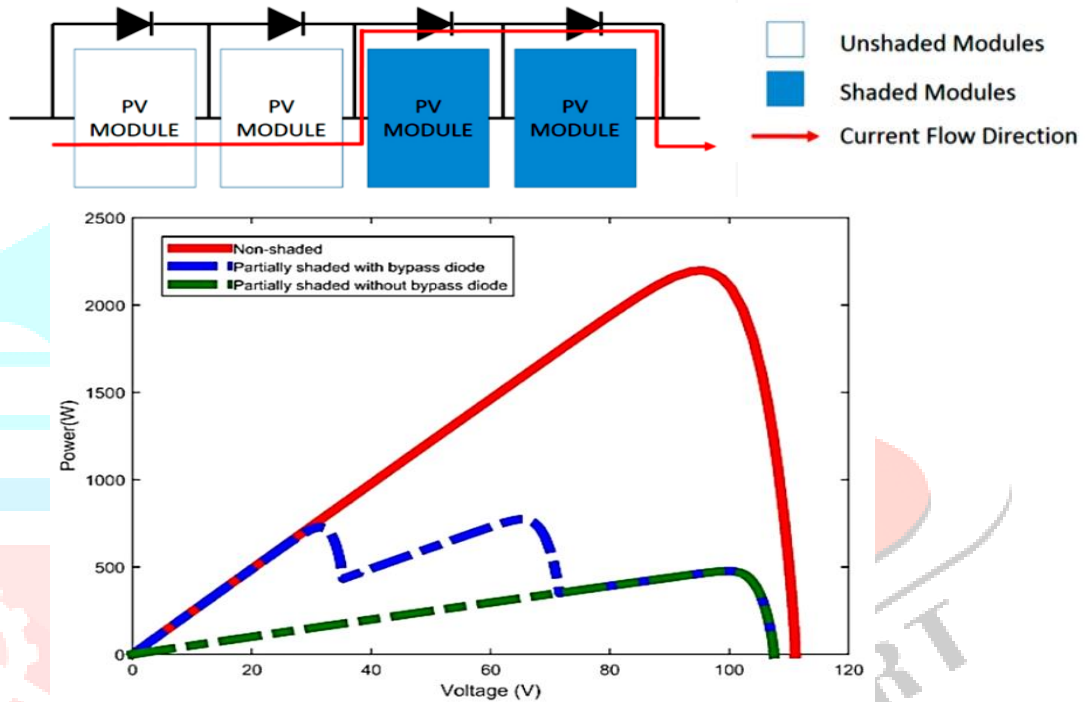 PV
MODULE
PV
MODULE
PV
MODULE
PV
MODULE
Unshaded Modules
Shaded Modules
Current Flow Direction
2500
2000
1500
1000
500
0
Power(W)
Non-shaded
Partially shaded with bypass diode
Partially shaded without bypass diode
0 20 40 60 80 100 120
Voltage (V)
RT